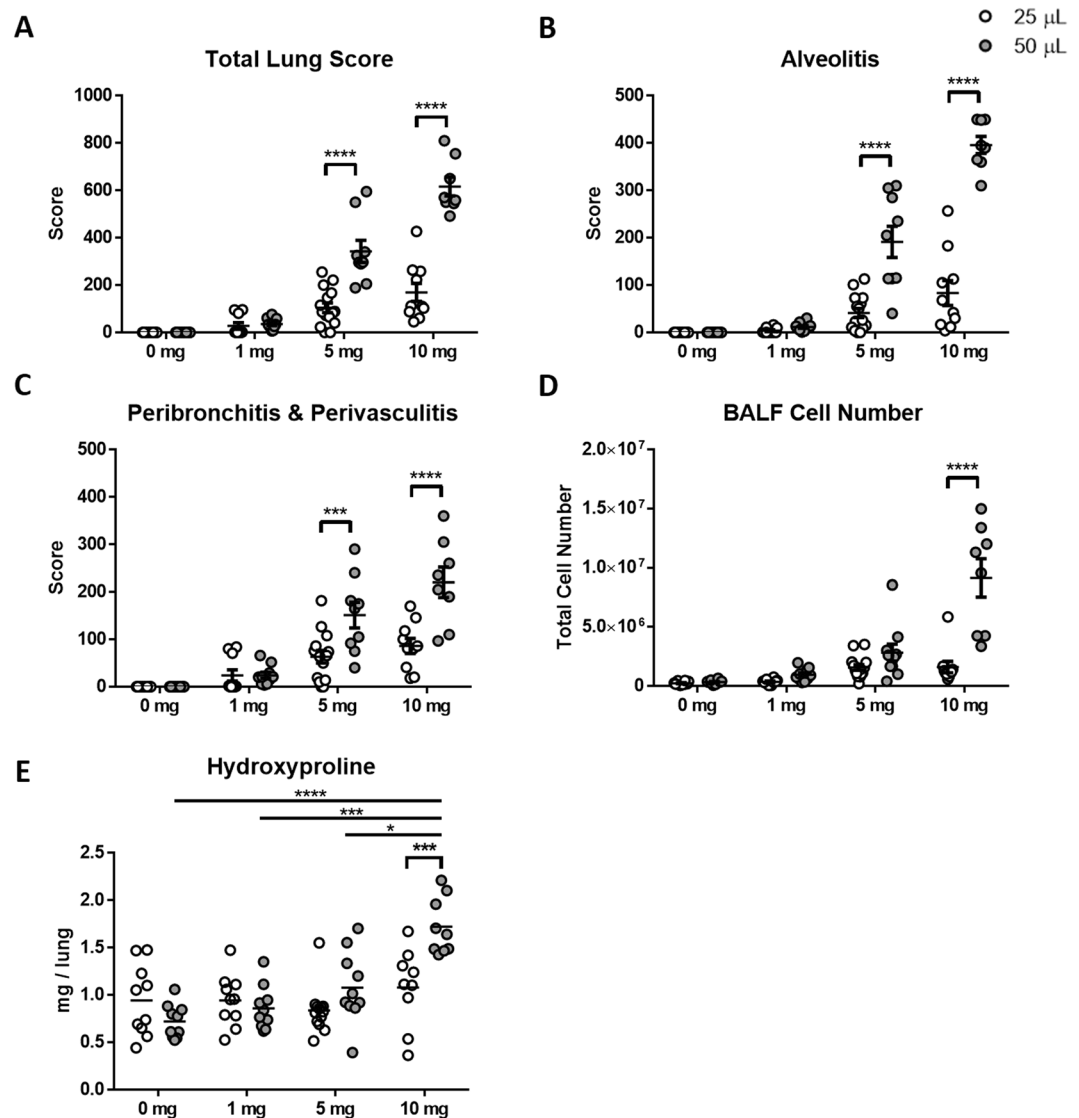 A
Total Lung Score
1000
800
600
400
200
0
Score
****
****
0 mg
1 mg
5 mg
10 mg
B
25 μL
50 μL
Alveolitis
500
400
300
200
100
0
Score
****
****
0 mg
1 mg
5 mg
10 mg
C
Peribronchitis & Perivasculitis
500
400
300
200
100
0
Score
***
****
0 mg
1 mg
5 mg
10 mg
D
BALF Cell Number
2.0×10⁷
1.5×10⁷
1.0×10⁷
5.0×10⁶
0
Total Cell Number
****
0 mg
1 mg
5 mg
10 mg
E
Hydroxyproline
****
***
*
***
2.5
2.0
1.5
1.0
0.5
0.0
mg / lung
0 mg
1 mg
5 mg
10 mg